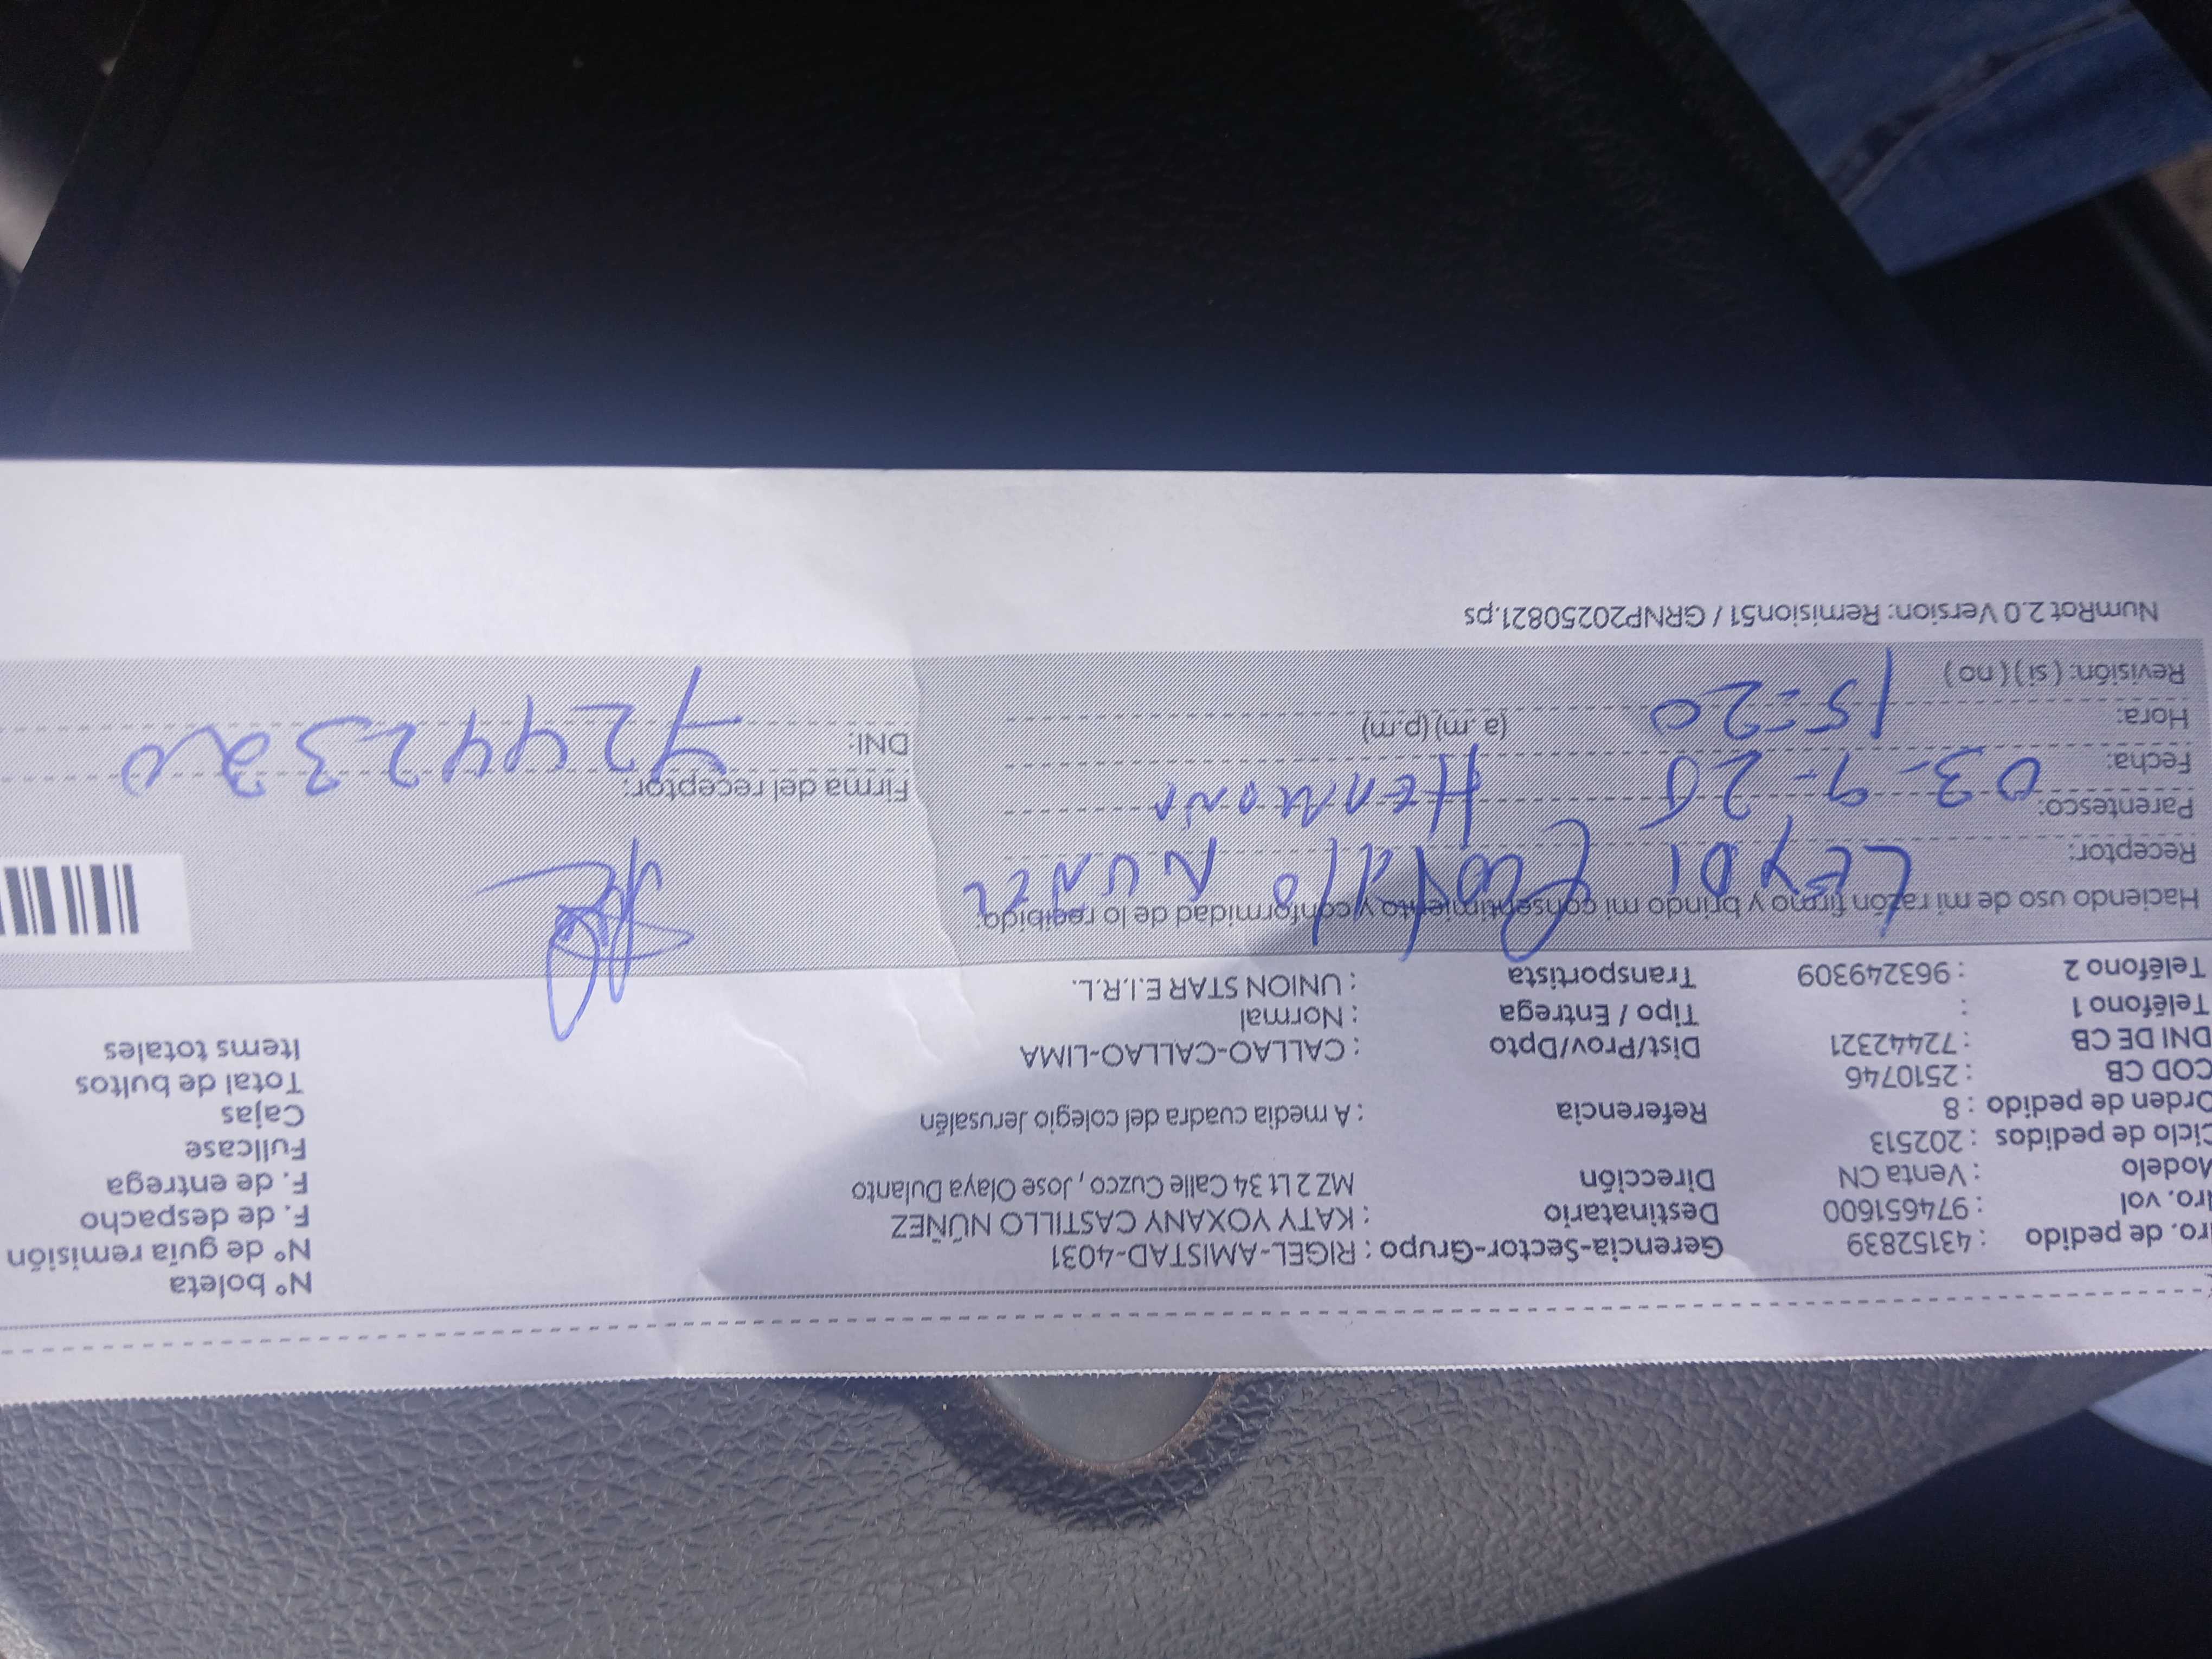 Nº boleta
ro. de pedido : 43152839 Gerencia-Sector-Grupo : RIGEL-AMISTAD-4031 Nº de guía remisión
ro. vol : 974651600 Destinatario : KATY YOXANY CASTILLO NÚÑEZ F. de despacho
Modelo : Venta CN Dirección MZ 2 Lt 34 Calle Cuzco , Jose Olaya Dulanto F. de entrega
Ciclo de pedidos : 202513 Fullcase
Orden de pedido : 8 Referencia : A media cuadra del colegio Jerusalén Cajas
COD CB : 2510746 Total de bultos
DNI DE CB : 72442321 Dist/Prov/Dpto : CALLAO-CALLAO-LIMA Items totales
Teléfono 1 : Tipo / Entrega : Normal
Teléfono 2 : 963249309 Transportista : UNION STAR E.I.R.L.
Haciendo uso de mi razón firmo y brindo mi consentimiento y conformidad de lo recibido:
Receptor: LEYDI NUÑEZ
Parentesco: HERMONA Firma del receptor:
Fecha: 03-9-25
Hora: 15=20 (a.m) (p.m) DNI: 72442320
Revisión: ( si ) ( no )
NumRot 2.0 Version: Remision51 / GRNP20250821.ps